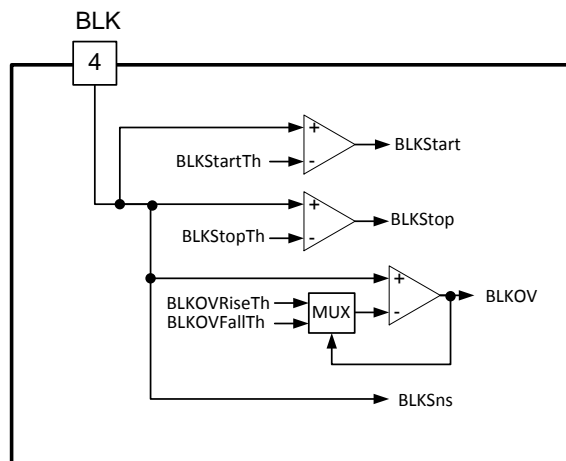 BLK
4
+
BLKStart
BLKStartTh
-
+
BLKStop
BLKStopTh
-
+
BLKOVRiseTh
BLKOV
MUX
-
BLKOVFallTh
BLKSns